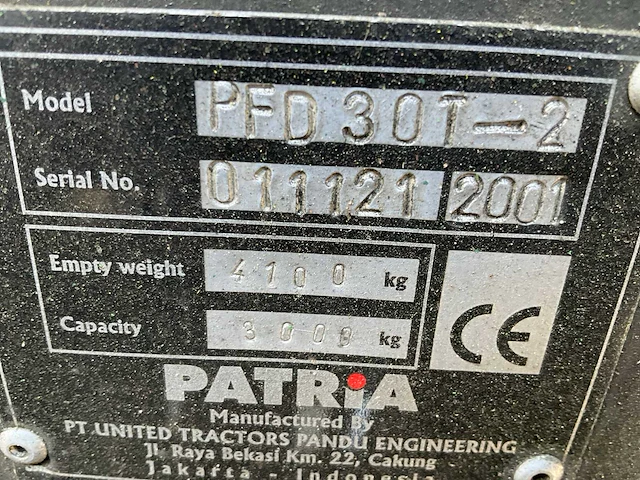 Model PFD 30T-2
Serial No. 011121 2001
Empty weight 4100 kg
Capacity 3000 kg
CE
PATRiA
Manufactured By
PT. UNITED TRACTORS PANDU ENGINEERING
Jl. Raya Bekasi Km. 22, Cakung
Jakarta - Indonesia